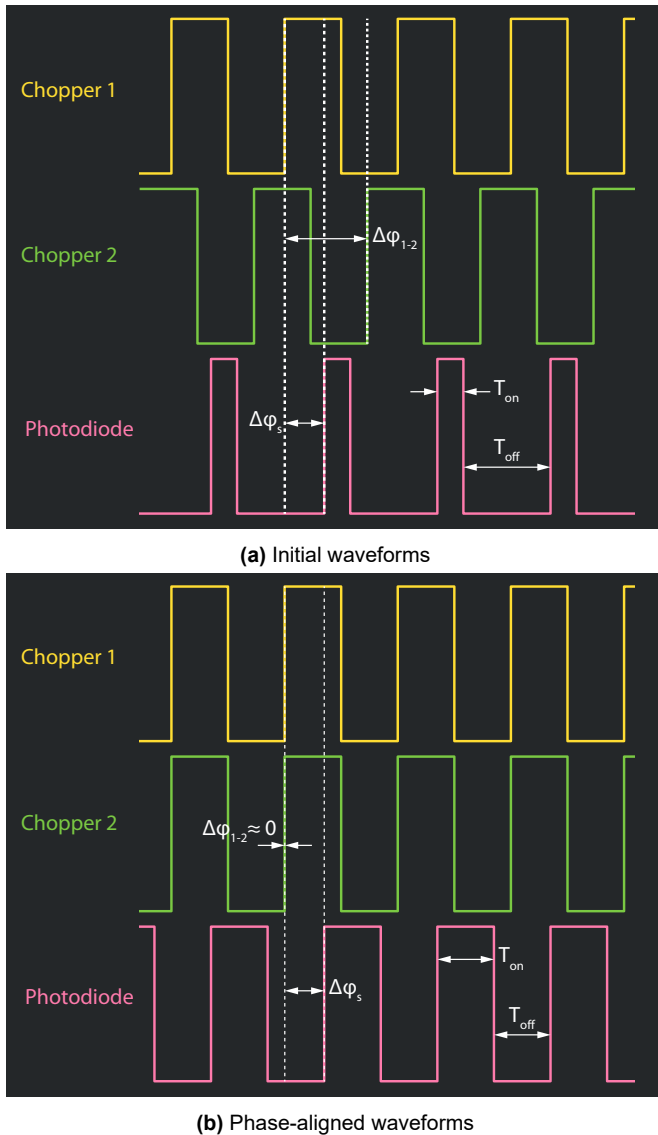 Chopper 1
Chopper 2
Δφ₁₋₂
Photodiode
Δφₛ
Tₒₙ
Tₒff
(a) Initial waveforms
Chopper 1
Chopper 2
Δφ₁₋₂ ≈ 0
Photodiode
Δφₛ
Tₒₙ
Tₒff
(b) Phase-aligned waveforms